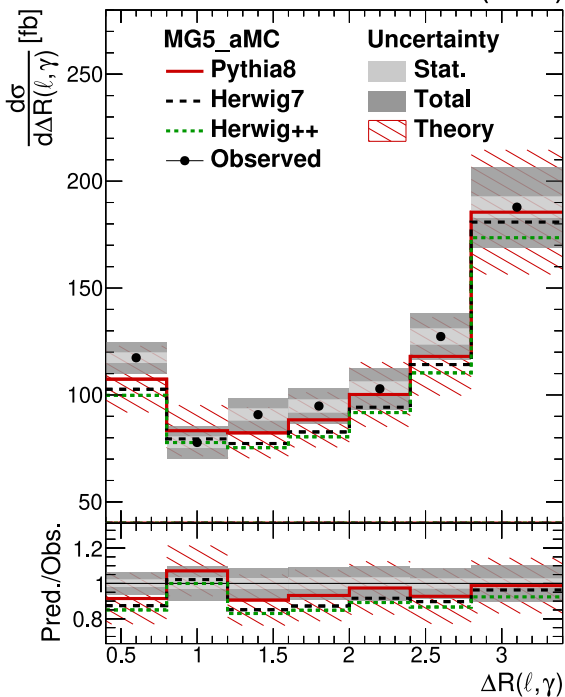 dσ
dΔR(ℓ,γ) [fb]
MG5_aMC
Pythia8
Herwig7
Herwig++
Observed
Uncertainty
Stat.
Total
Theory
250
200
150
100
50
Pred./Obs.
1.2
1
0.8
0.5 1 1.5 2 2.5 3
ΔR(ℓ,γ)